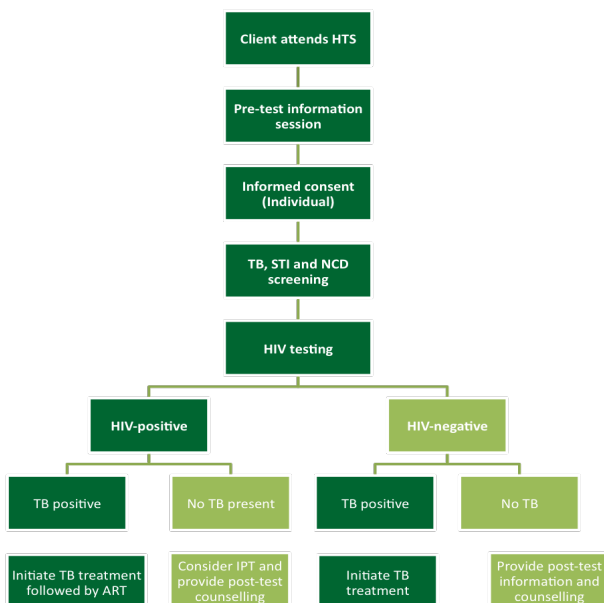 Client attends HTS
Pre-test information
session
Informed consent
(Individual)
TB, STI and NCD
screening
HIV testing
HIV-positive
HIV-negative
TB positive
No TB present
TB positive
No TB
Initiate TB treatment
followed by ART
Consider IPT and
provide post-test
counselling
Initiate TB
treatment
Provide post-test
information and
counselling